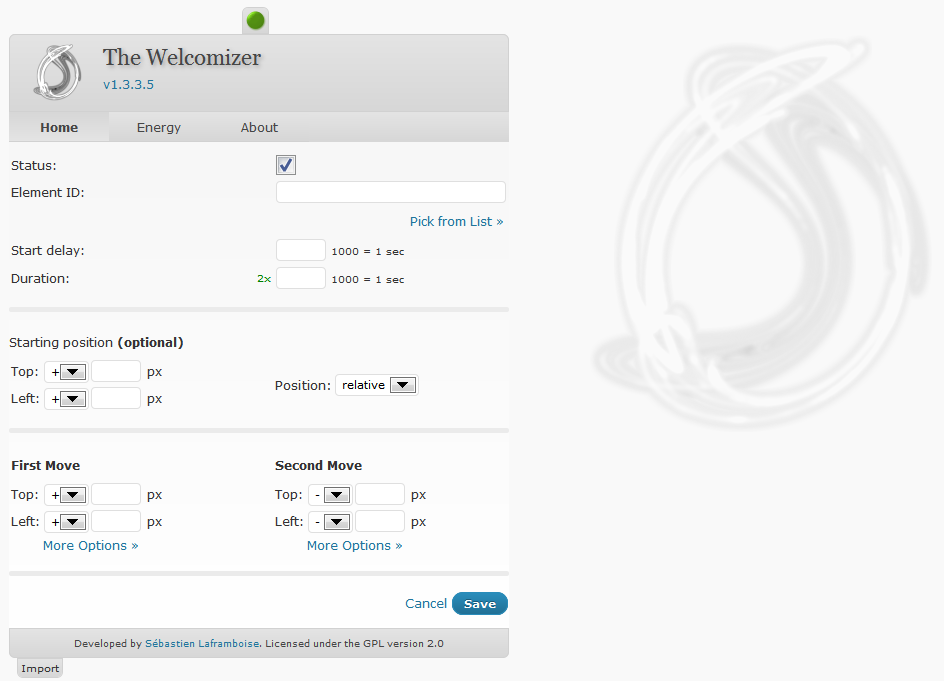 The Welcomizer
v1.3.3.5
Home Energy About
Status:
Element ID:
Pick from List »
Start delay: 1000 = 1 sec
Duration: 2x 1000 = 1 sec
Starting position (optional)
Top: + px
Position: relative
Left: + px
First Move Second Move
Top: + px Top: - px
Left: + px Left: - px
More Options » More Options »
Cancel Save
Developed by Sébastien Laframboise. Licensed under the GPL version 2.0
Import